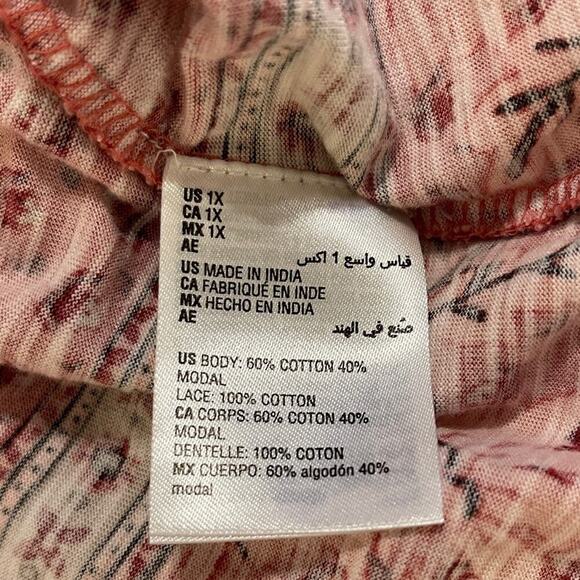 US 1X
CA 1X
MX 1X
AE قياس واسع 1 اكس
US MADE IN INDIA
CA FABRIQUÉ EN INDE
MX HECHO EN INDIA
AE صُنع في الهند
US BODY: 60% COTTON 40%
MODAL
LACE: 100% COTTON
CA CORPS: 60% COTON 40%
MODAL
DENTELLE: 100% COTON
MX CUERPO: 60% algodón 40%
modal